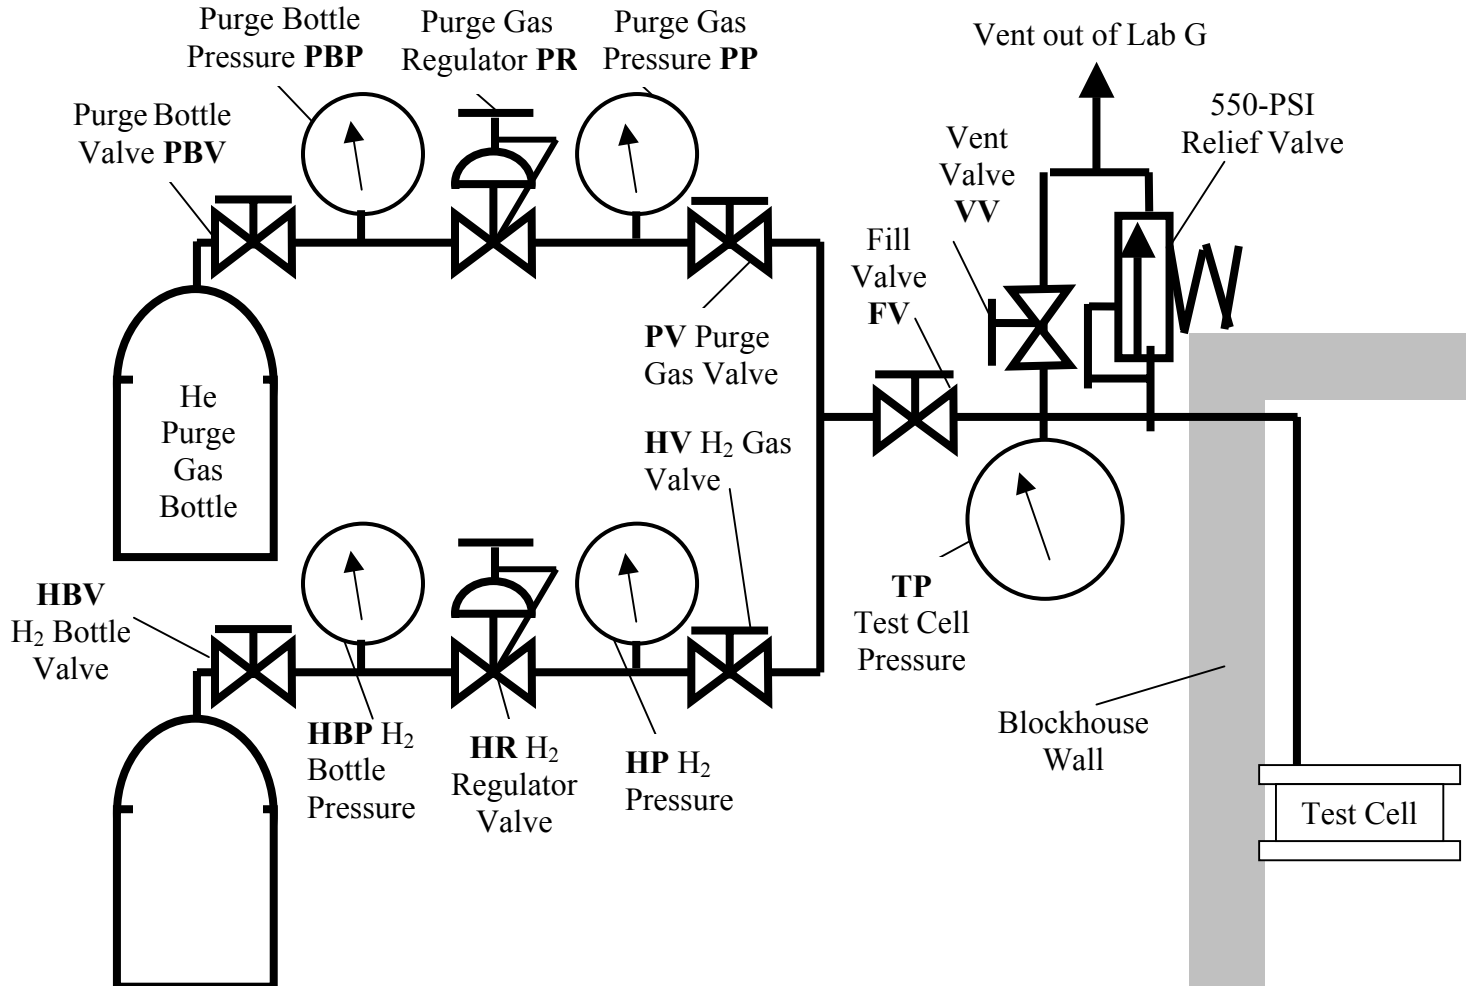 Purge Bottle
Pressure PBP
Purge Gas
Regulator PR
Purge Gas
Pressure PP
Vent out of Lab G
Purge Bottle
Valve PBV
550-PSI
Relief Valve
Vent
Valve
VV
Fill
Valve
FV
PV Purge
Gas Valve
He
Purge
Gas
Bottle
HV H₂ Gas
Valve
HBV
H₂ Bottle
Valve
TP
Test Cell
Pressure
HBP H₂
Bottle
Pressure
HR H₂
Regulator
Valve
HP H₂
Pressure
Blockhouse
Wall
Test Cell